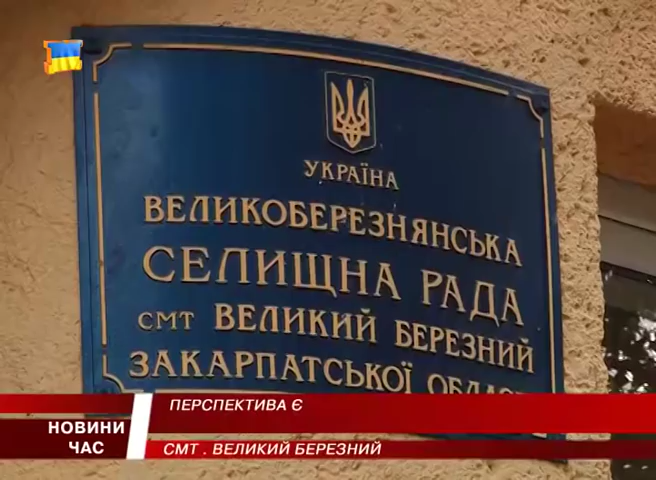 УКРАЇНА
ВЕЛИКОБЕРЕЗНЯНСЬКА
СЕЛИЩНА РАДА
СМТ ВЕЛИКИЙ БЕРЕЗНИЙ
ЗАКАРПАТСЬКОЇ
ПЕРСПЕКТИВА Є
НОВИНИ
ЧАС
СМТ . ВЕЛИКИЙ БЕРЕЗНИЙ